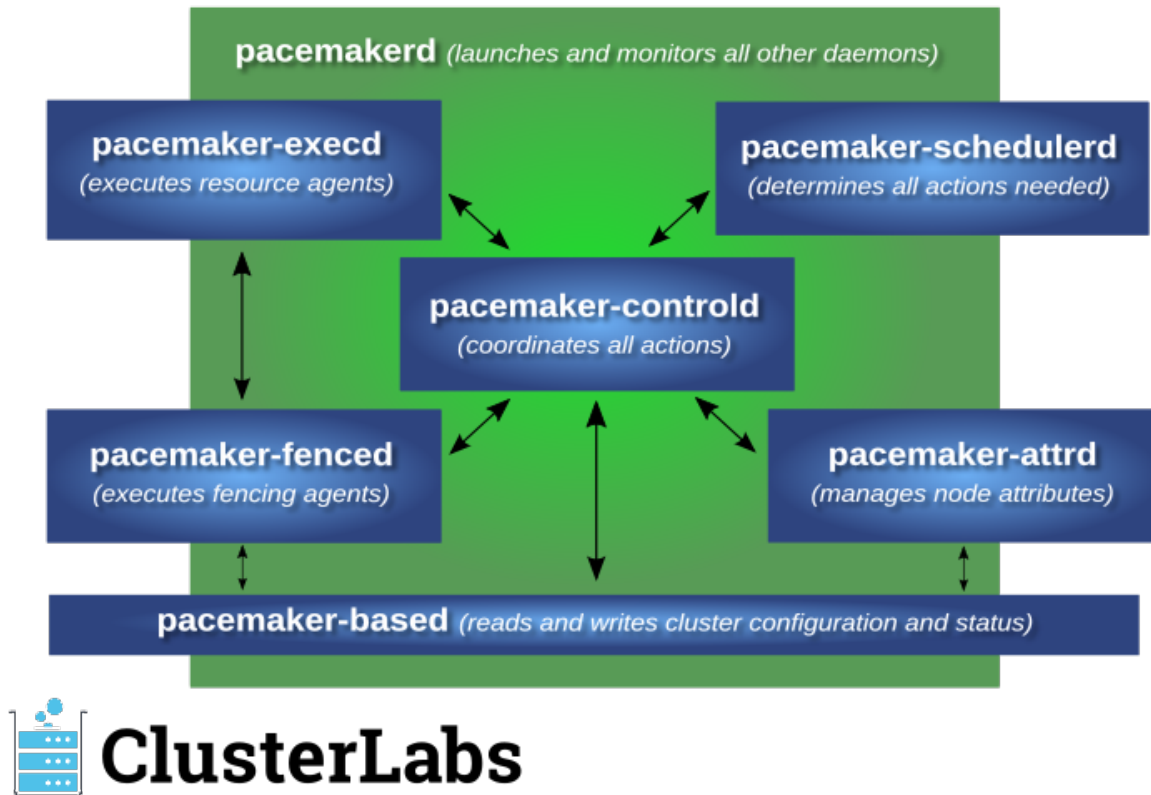 pacemakerd (launches and monitors all other daemons)
pacemaker-execd
(executes resource agents)
pacemaker-schedulerd
(determines all actions needed)
pacemaker-controld
(coordinates all actions)
pacemaker-fenced
(executes fencing agents)
pacemaker-attrd
(manages node attributes)
pacemaker-based (reads and writes cluster configuration and status)
ClusterLabs